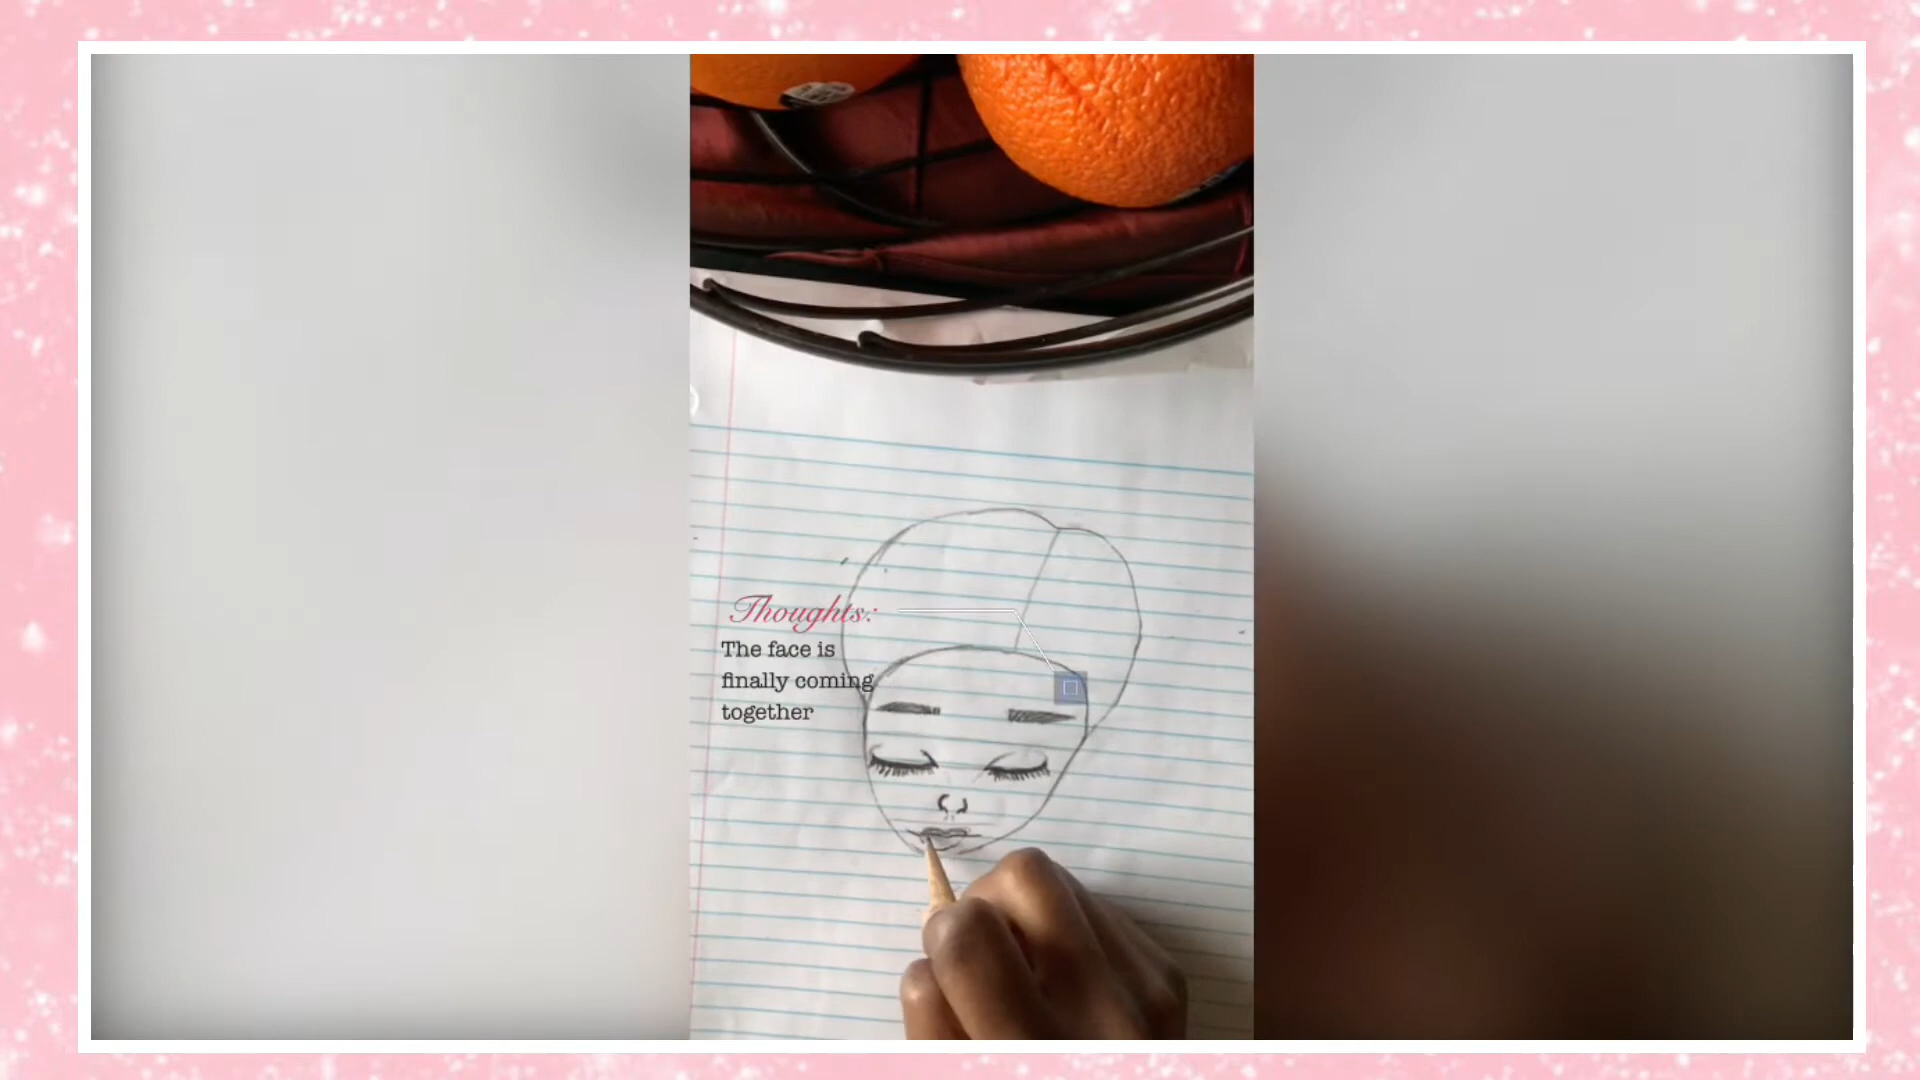 Thoughts:
The face is
finally coming
together